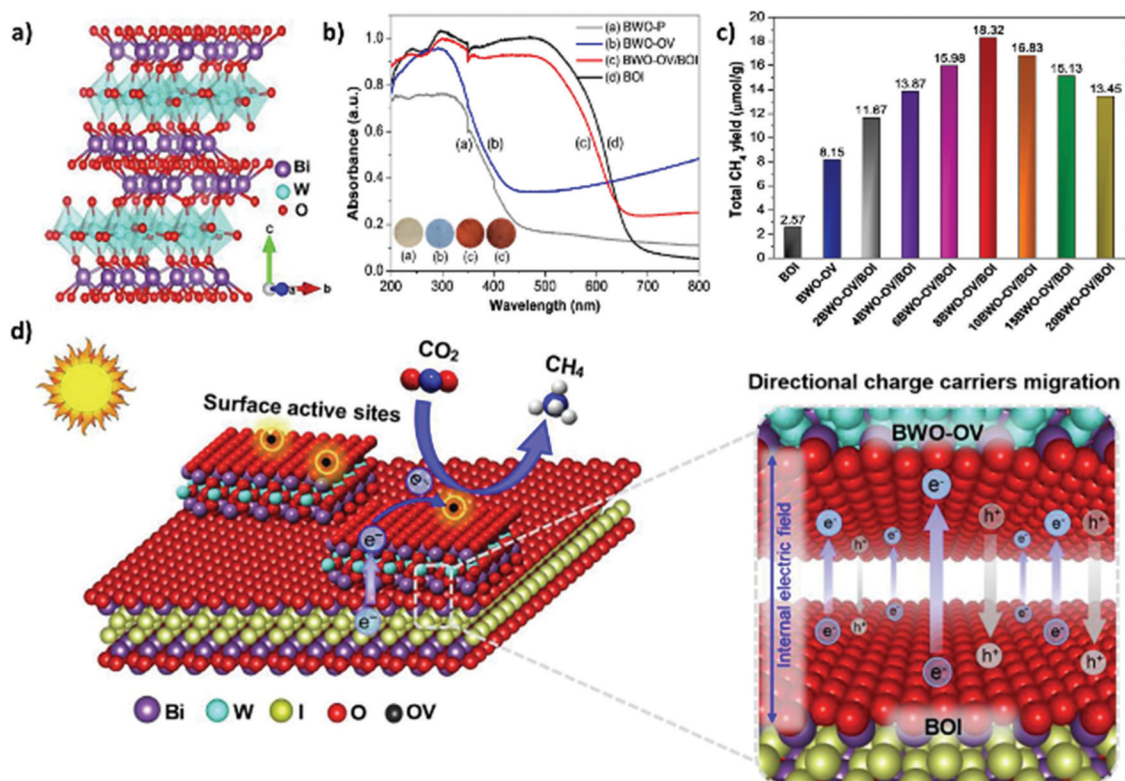 a)
Bi
W
O
c
a
b
b)
(a) BWO-P
(b) BWO-OV
(c) BWO-OV/BOI
(d) BOI
1.0
0.8
0.6
0.4
0.2
0.0
Absorbance (a.u.)
(a)
(b)
(c)
(d)
(a)
(b)
(c)
(c)
200
300
400
500
600
700
800
Wavelength (nm)
c)
20
18
16
14
12
10
8
6
4
2
0
Total CH4 yield (μmol/g)
2.57
8.15
11.67
13.87
15.98
18.32
16.83
15.13
13.45
BOI
BWO-OV
2BWO-OV/BOI
4BWO-OV/BOI
6BWO-OV/BOI
8BWO-OV/BOI
10BWO-OV/BOI
15BWO-OV/BOI
20BWO-OV/BOI
d)
CO2
CH4
Surface active sites
e-
e-
e-
Bi
W
I
O
OV
Directional charge carriers migration
BWO-OV
Internal electric field
e-
e-
h+
e-
h+
e-
e-
h+
e-
h+
e-
e-
e-
e-
h+
h+
BOI